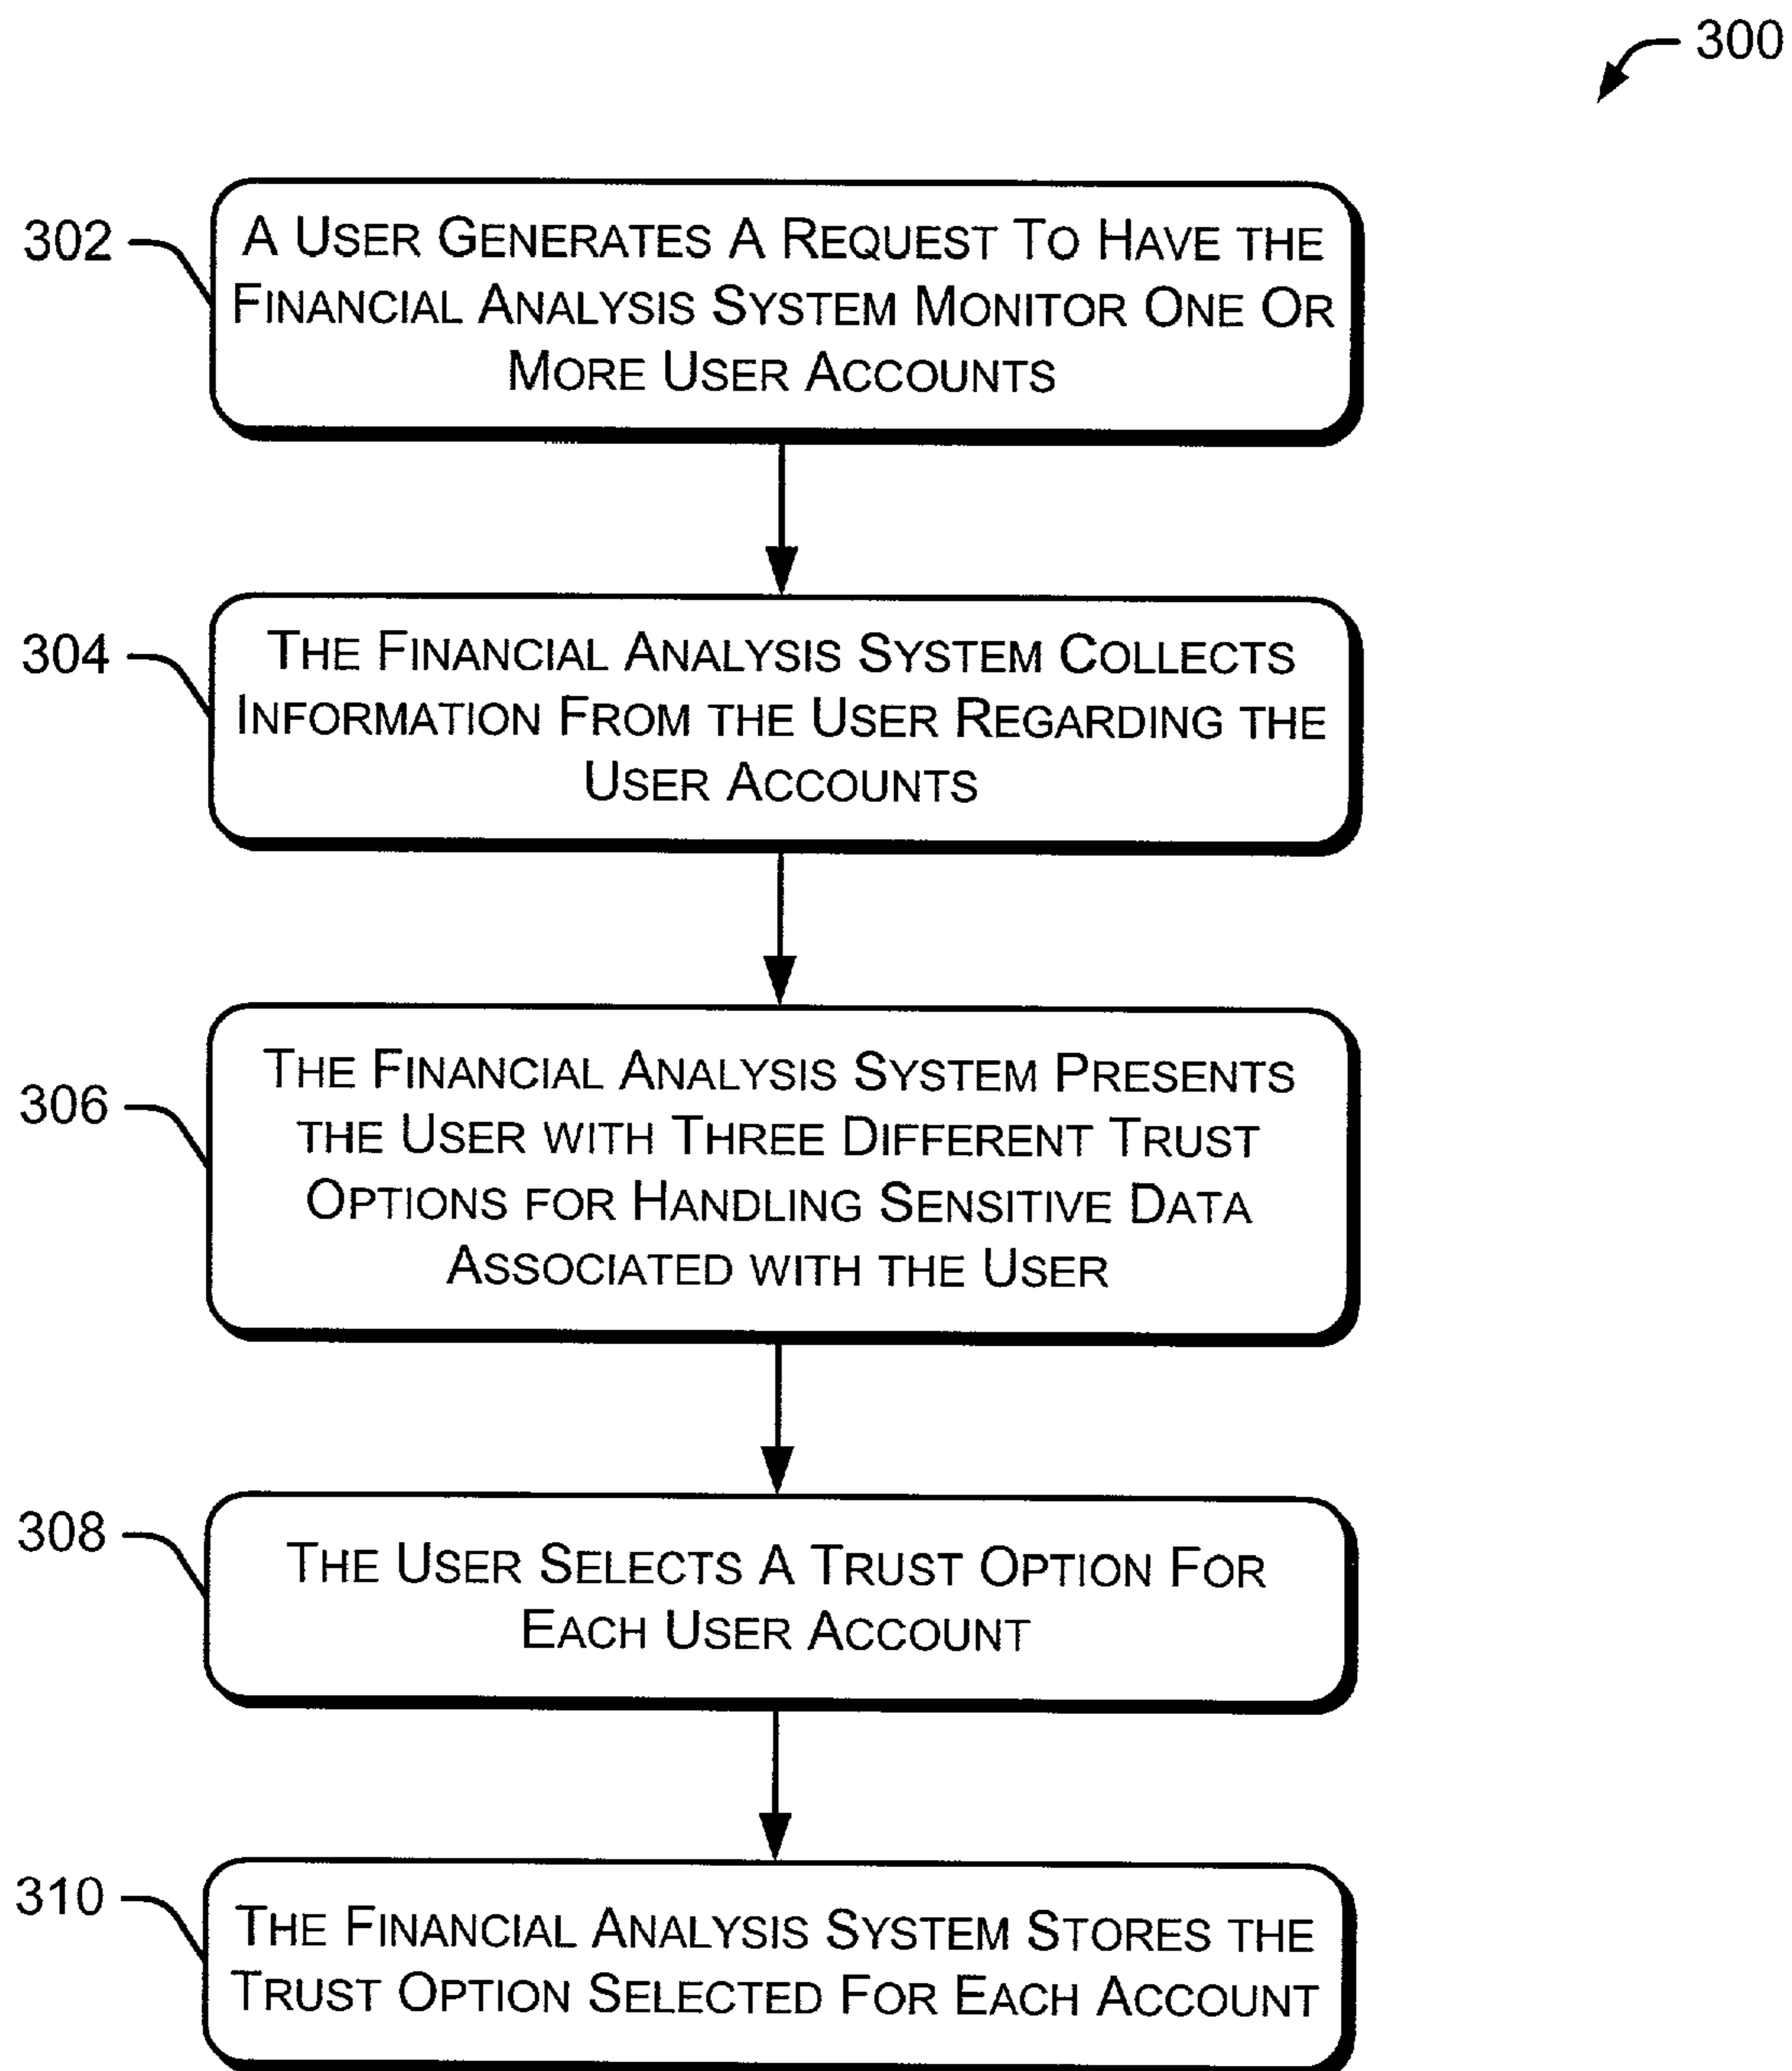 300
302
A USER GENERATES A REQUEST TO HAVE THE
FINANCIAL ANALYSIS SYSTEM MONITOR ONE OR
MORE USER ACCOUNTS
304
THE FINANCIAL ANALYSIS SYSTEM COLLECTS
INFORMATION FROM THE USER REGARDING THE
USER ACCOUNTS
306
THE FINANCIAL ANALYSIS SYSTEM PRESENTS
THE USER WITH THREE DIFFERENT TRUST
OPTIONS FOR HANDLING SENSITIVE DATA
ASSOCIATED WITH THE USER
308
THE USER SELECTS A TRUST OPTION FOR
EACH USER ACCOUNT
310
THE FINANCIAL ANALYSIS SYSTEM STORES THE
TRUST OPTION SELECTED FOR EACH ACCOUNT